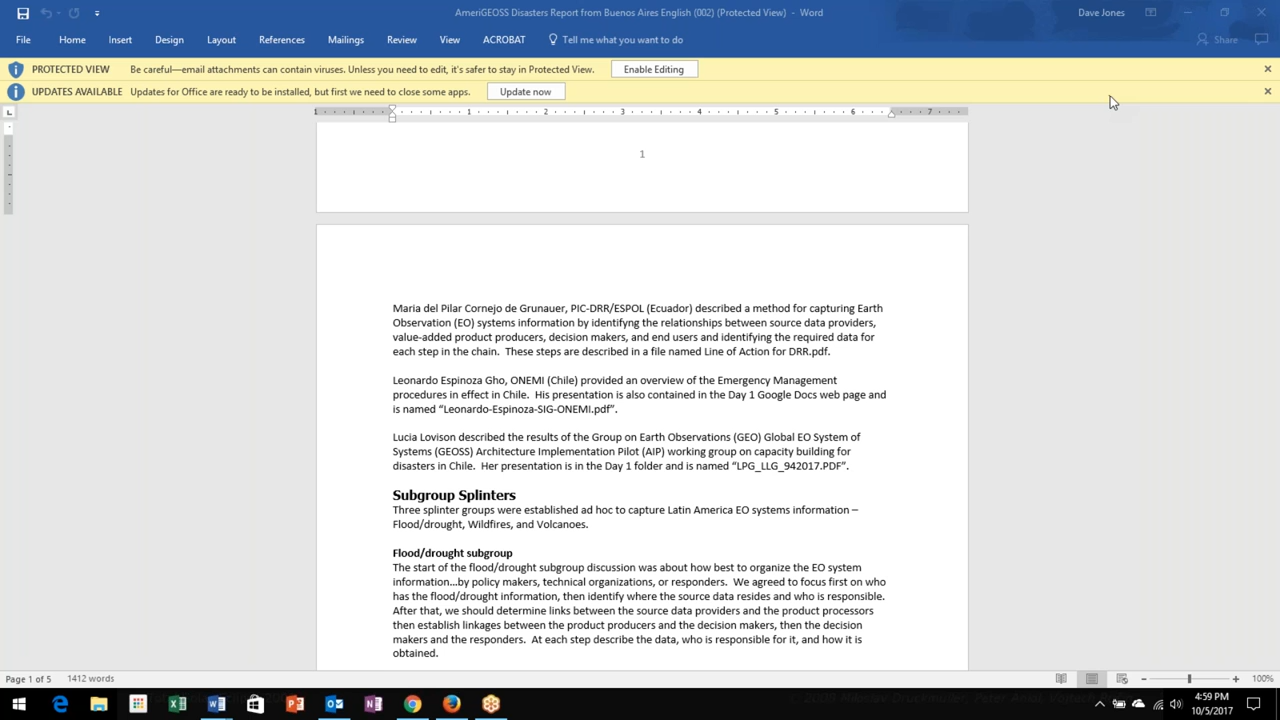 AmeriGEOSS Disasters Report from Buenos Aires English (002) (Protected View) - Word
Dave Jones
File Home Insert Design Layout References Mailings Review View ACROBAT Tell me what you want to do Share
PROTECTED VIEW Be careful—email attachments can contain viruses. Unless you need to edit, it's safer to stay in Protected View. Enable Editing
UPDATES AVAILABLE Updates for Office are ready to be installed, but first we need to close some apps. Update now
1 1 2 3 4 5 6 7
1
Maria del Pilar Cornejo de Grunauer, PIC-DRR/ESPOL (Ecuador) described a method for capturing Earth
Observation (EO) systems information by identifyng the relationships between source data providers,
value-added product producers, decision makers, and end users and identifying the required data for
each step in the chain.  These steps are described in a file named Line of Action for DRR.pdf.
Leonardo Espinoza Gho, ONEMI (Chile) provided an overview of the Emergency Management
procedures in effect in Chile.  His presentation is also contained in the Day 1 Google Docs web page and
is named “Leonardo-Espinoza-SIG-ONEMI.pdf”.
Lucia Lovison described the results of the Group on Earth Observations (GEO) Global EO System of
Systems (GEOSS) Architecture Implementation Pilot (AIP) working group on capacity building for
disasters in Chile.  Her presentation is in the Day 1 folder and is named “LPG_LLG_942017.PDF”.
Subgroup Splinters
Three splinter groups were established ad hoc to capture Latin America EO systems information –
Flood/drought, Wildfires, and Volcanoes.
Flood/drought subgroup
The start of the flood/drought subgroup discussion was about how best to organize the EO system
information…by policy makers, technical organizations, or responders.  We agreed to focus first on who
has the flood/drought information, then identify where the source data resides and who is responsible.
After that, we should determine links between the source data providers and the product processors
then establish linkages between the product producers and the decision makers, then the decision
makers and the responders.  At each step describe the data, who is responsible for it, and how it is
obtained.
Page 1 of 5 1412 words 100%
4:59 PM
10/5/2017